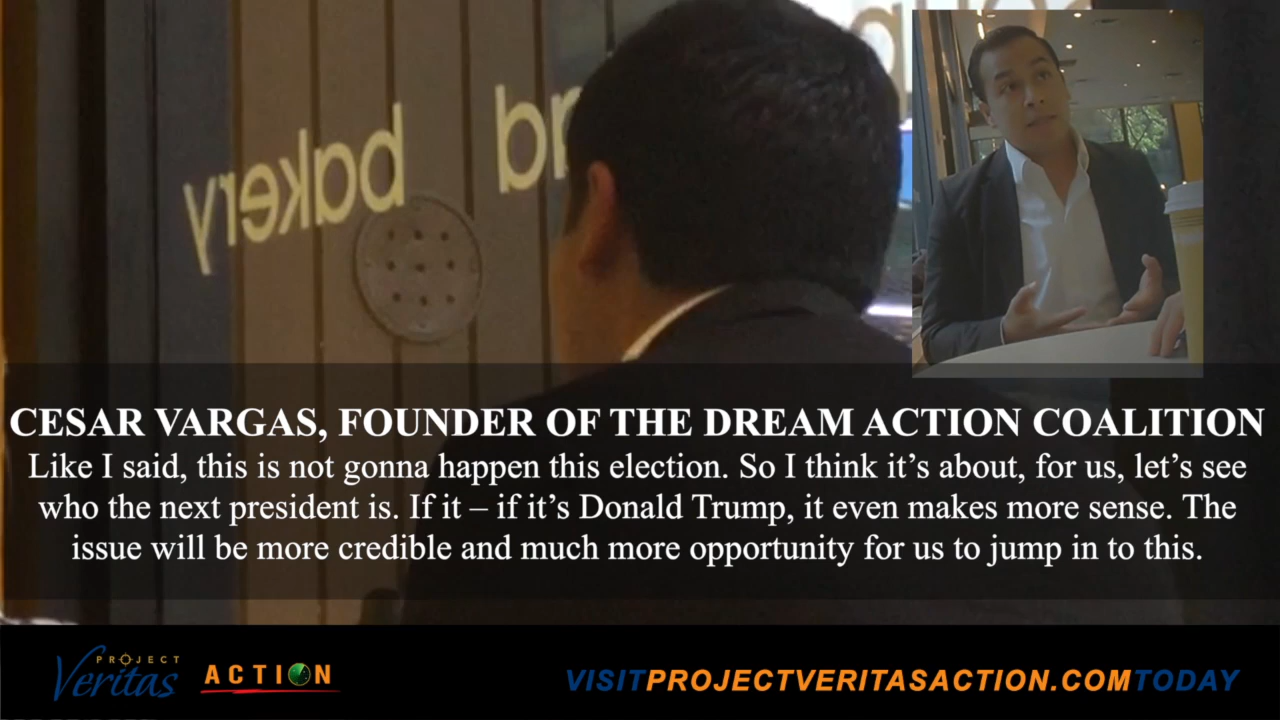 bakery
br
CESAR VARGAS, FOUNDER OF THE DREAM ACTION COALITION
Like I said, this is not gonna happen this election. So I think it’s about, for us, let’s see
who the next president is. If it – if it’s Donald Trump, it even makes more sense. The
issue will be more credible and much more opportunity for us to jump in to this.
PROJECT
Veritas ACTION
VISITPROJECTVERITASACTION.COMTODAY